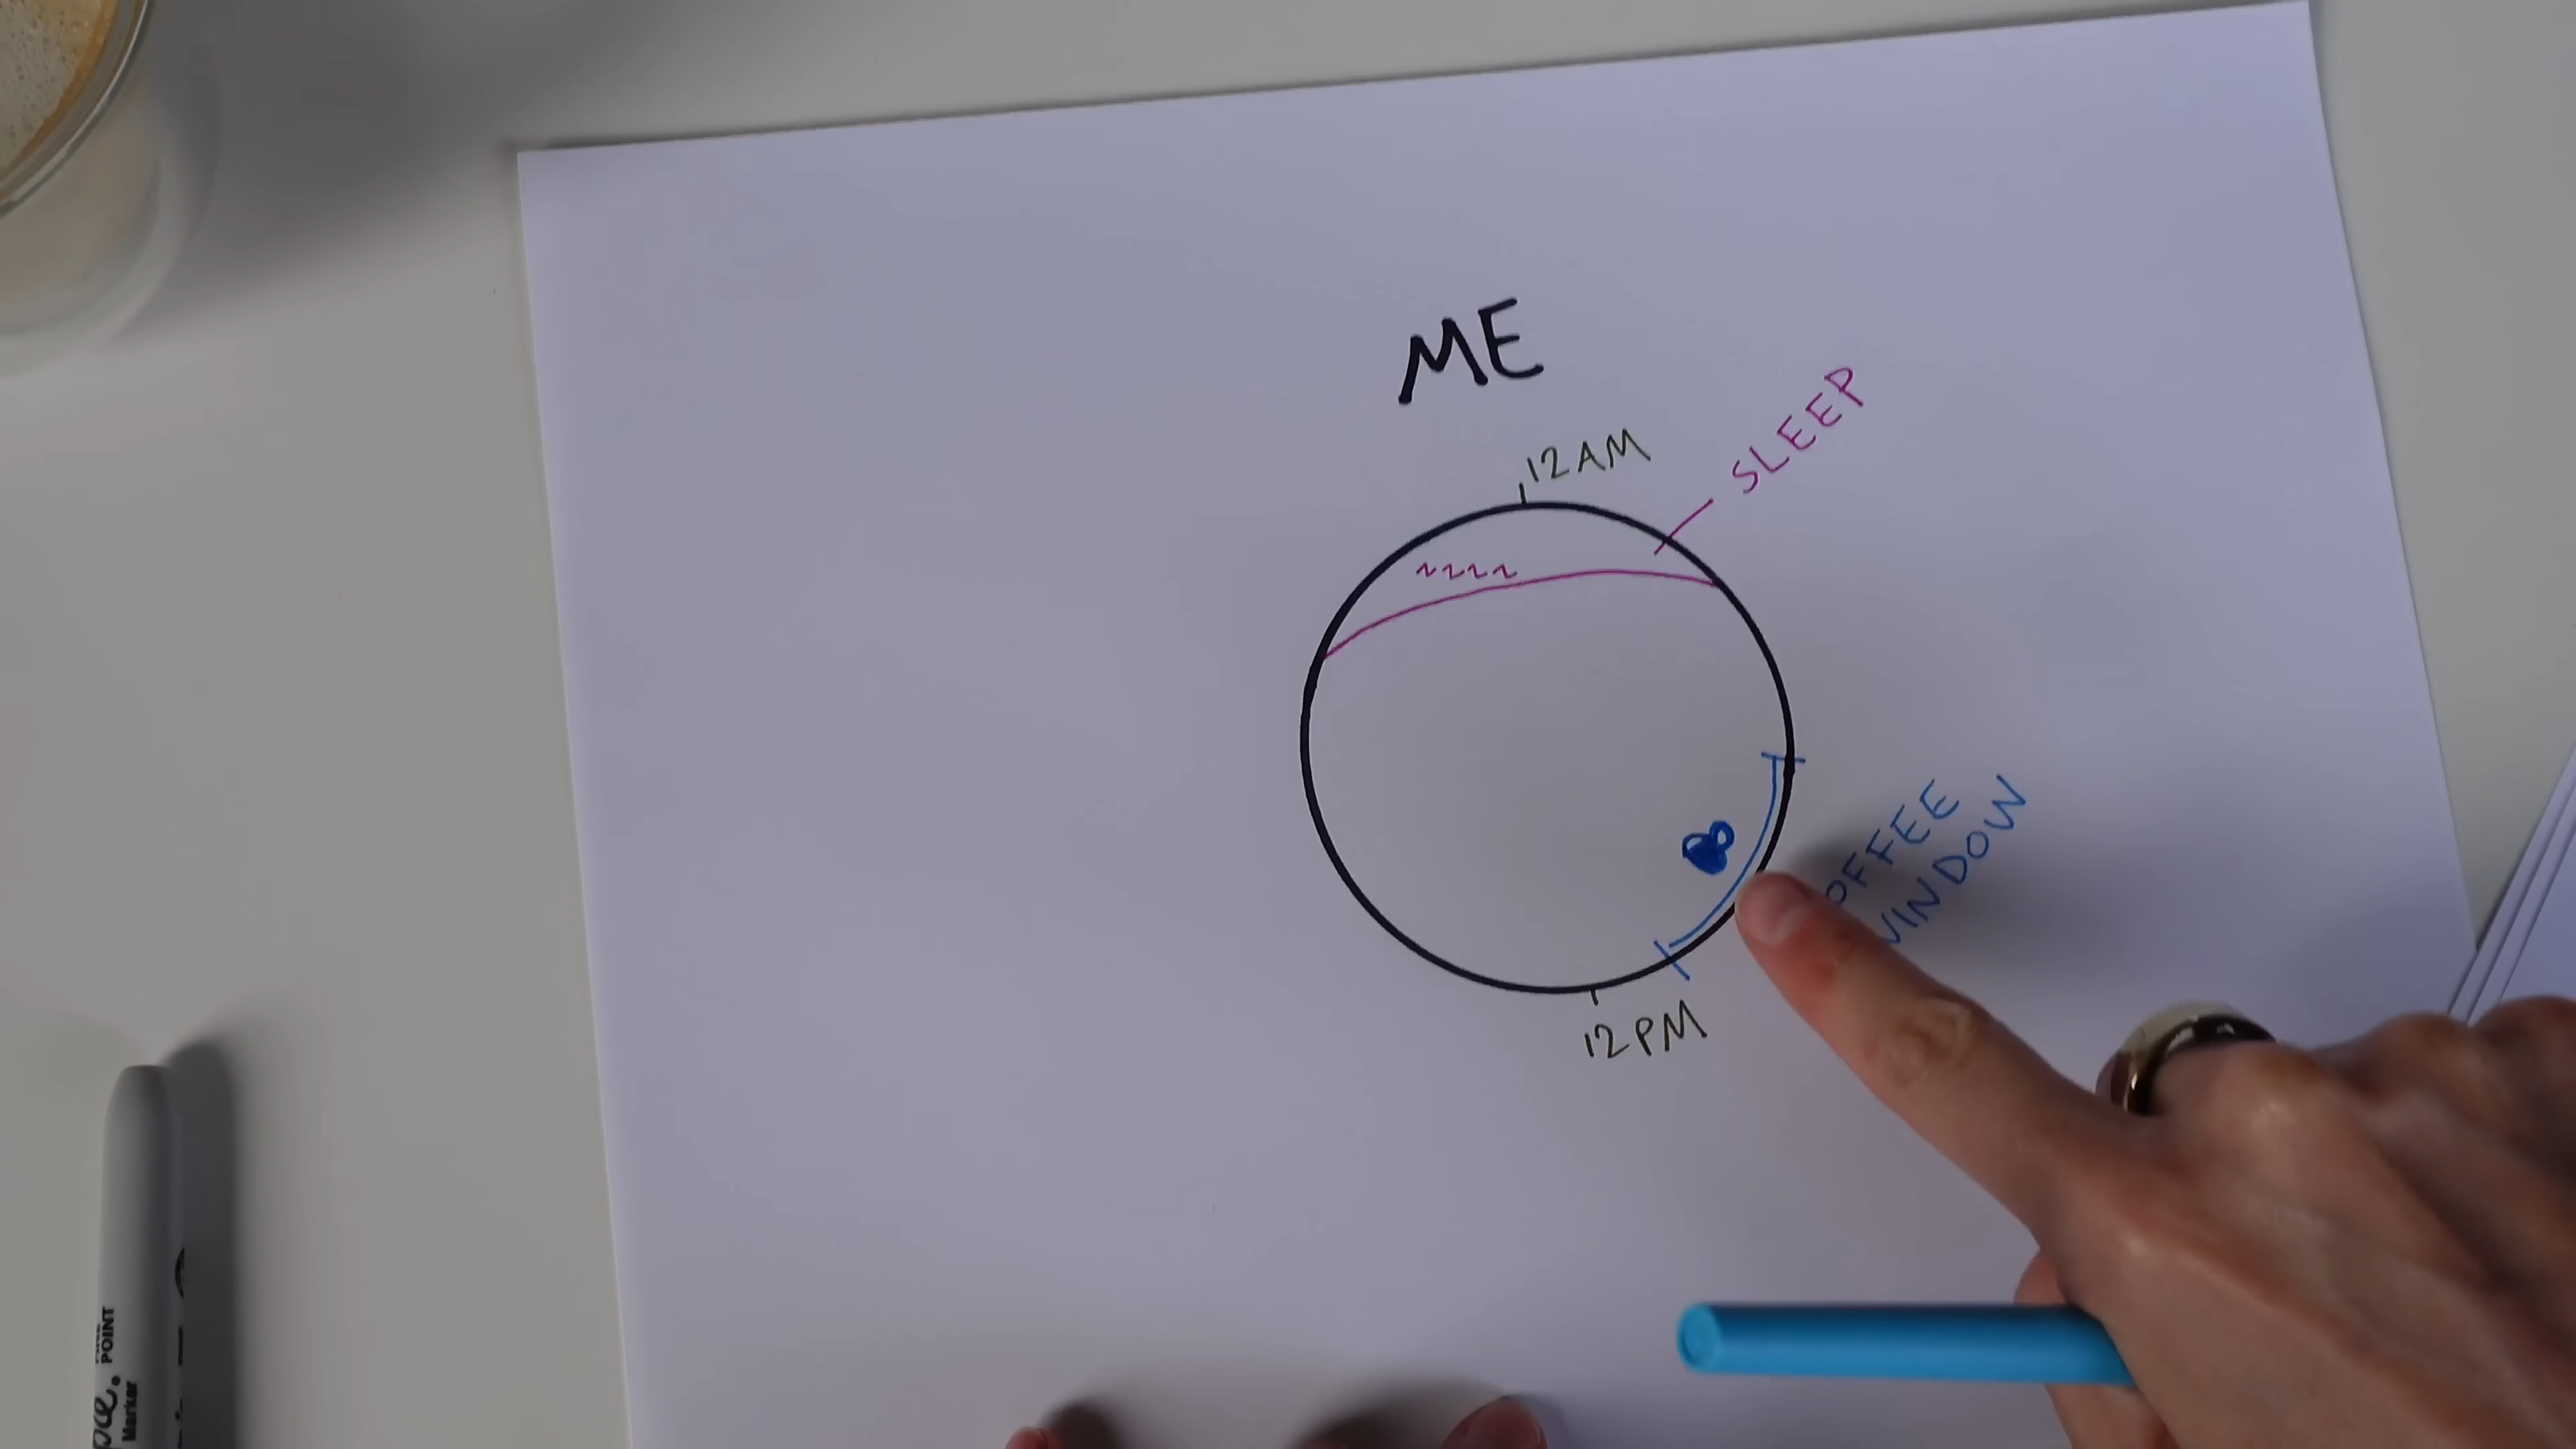 ME
12AM
SLEEP
zzzz
OFFEE
WINDOW
12PM
POINT
Marker